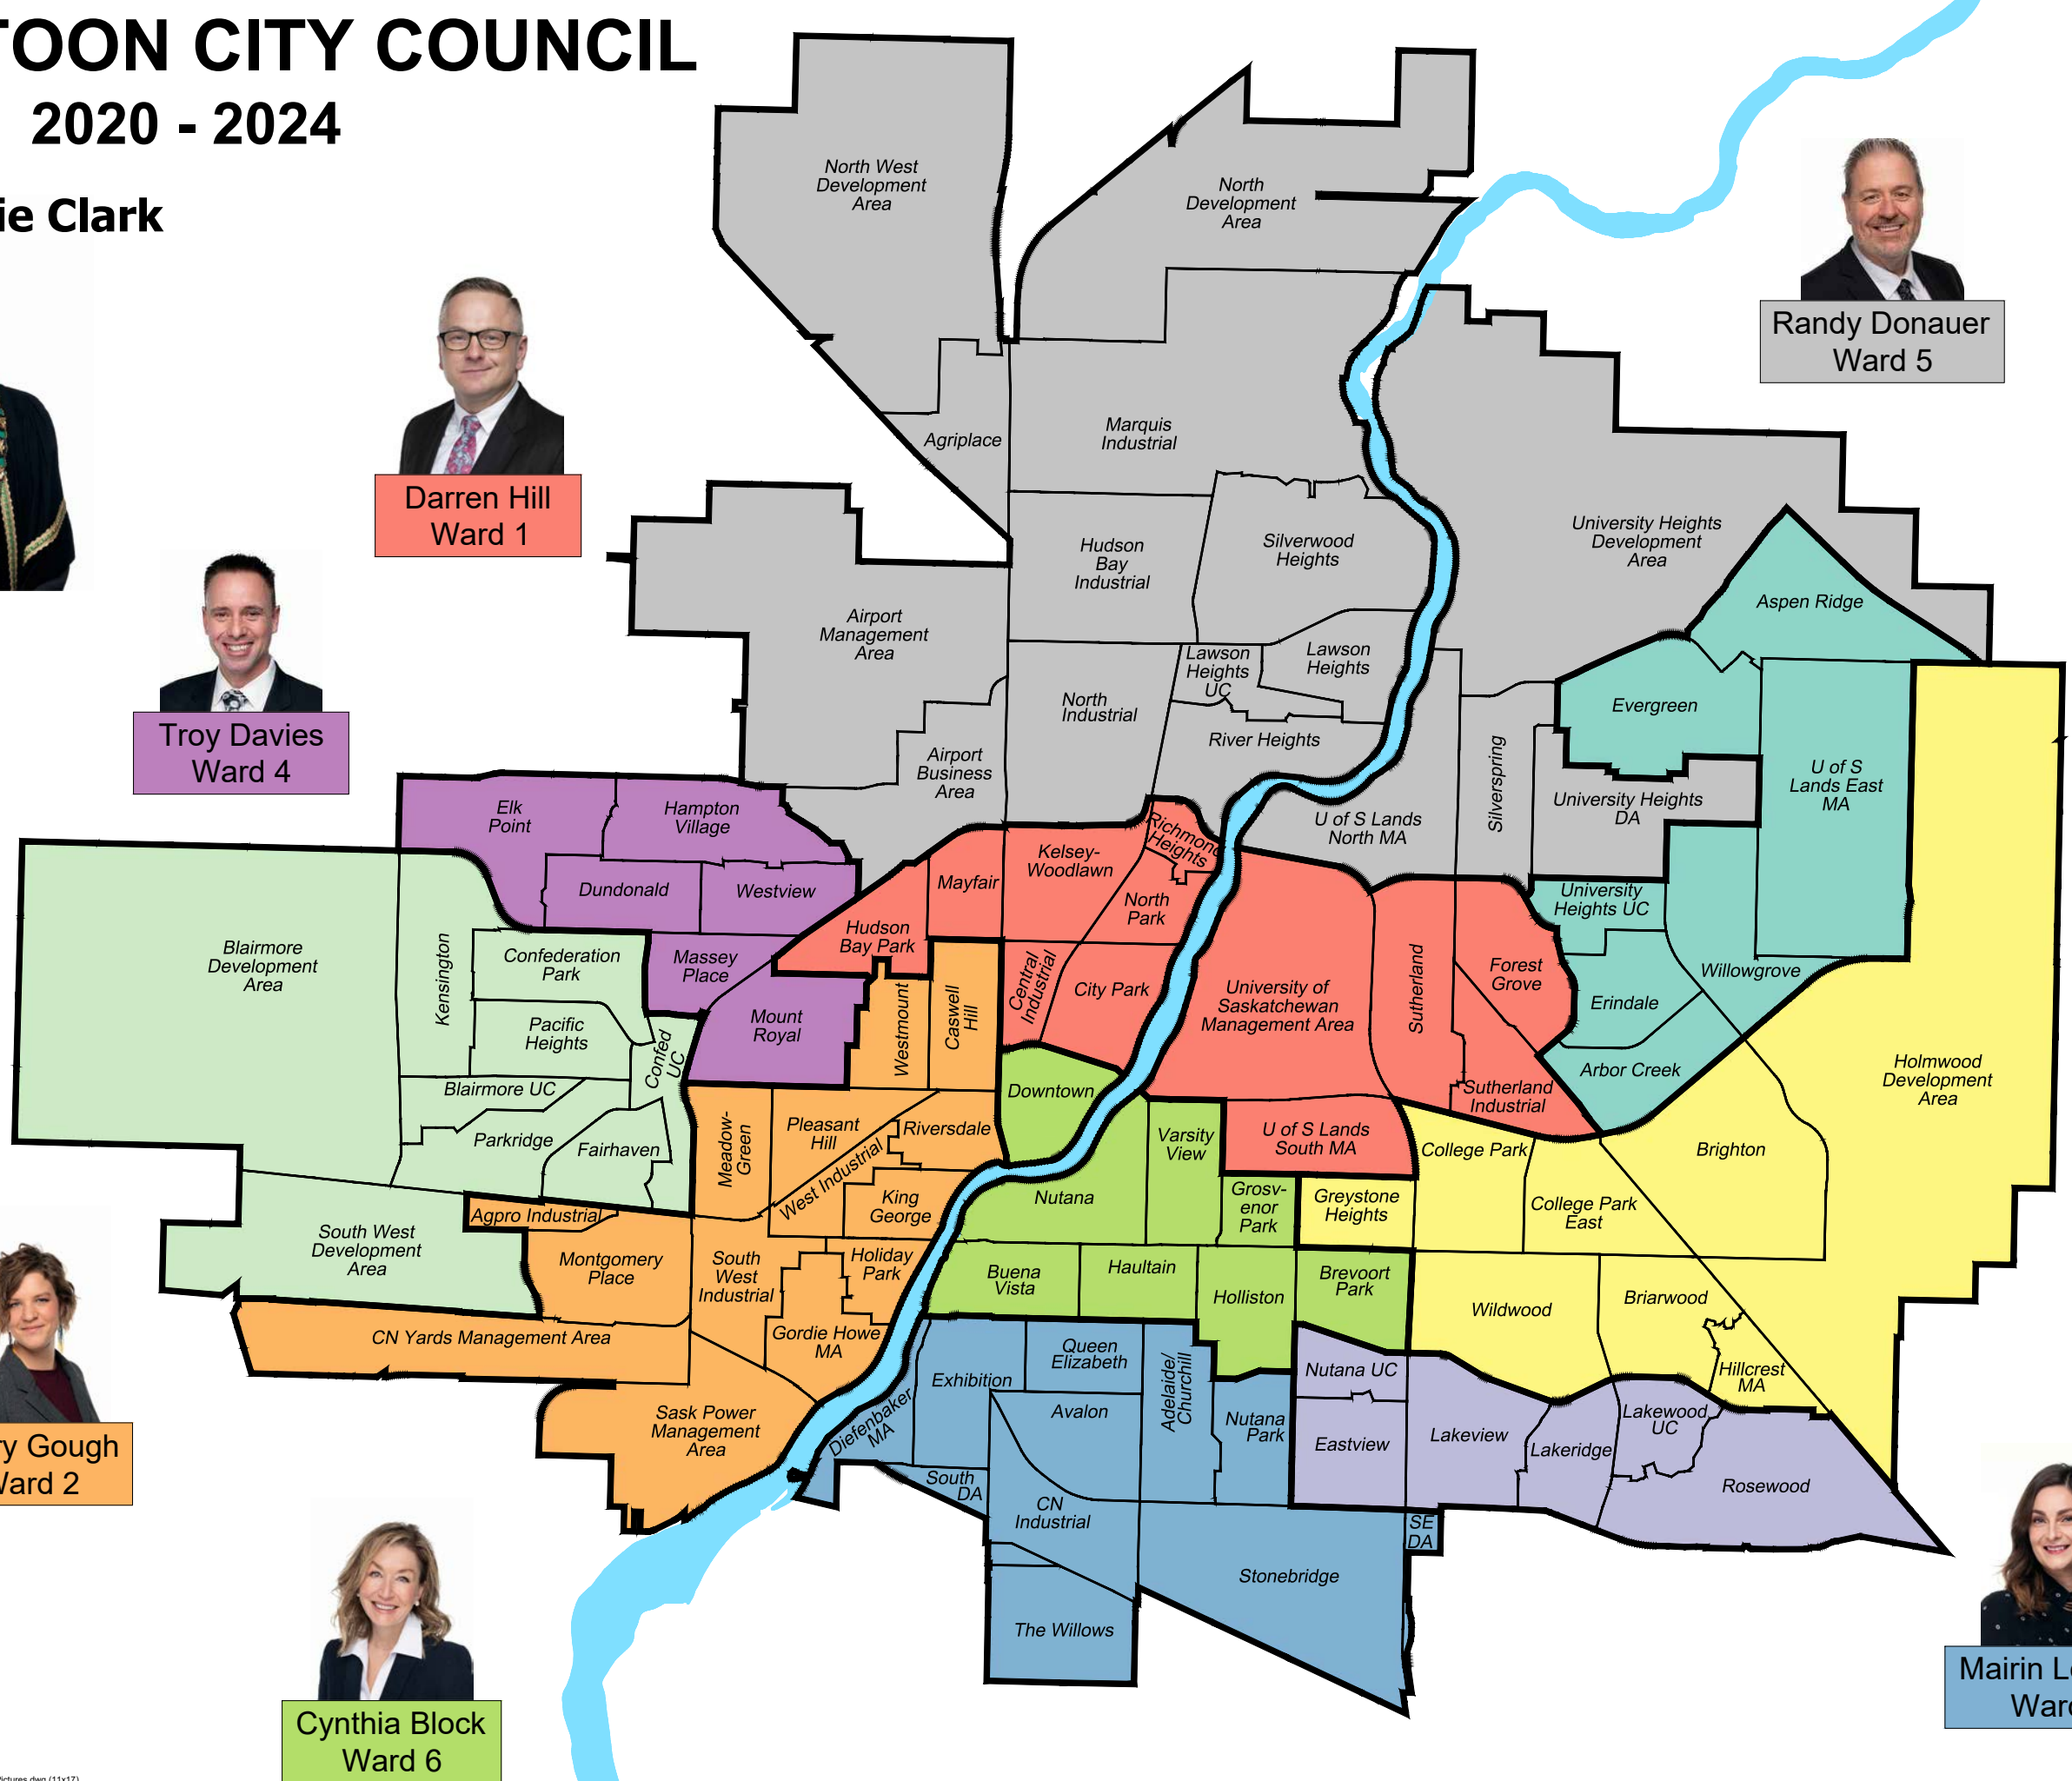 TOON CITY COUNCIL
2020 - 2024
ie Clark
Randy Donauer
Ward 5
Darren Hill
Ward 1
Troy Davies
Ward 4
ry Gough
Ward 2
Cynthia Block
Ward 6
Mairin L
Ward
North West
Development
Area
North
Development
Area
Agriplace
Marquis
Industrial
Hudson
Bay
Industrial
Silverwood
Heights
University Heights
Development
Area
Aspen Ridge
Airport
Management
Area
Lawson
Heights
UC
Lawson
Heights
North
Industrial
River Heights
Evergreen
Airport
Business
Area
Silverspring
University Heights
DA
U of S
Lands East
MA
U of S Lands
North MA
Elk
Point
Hampton
Village
Dundonald
Westview
Massey
Place
Mount
Royal
Richmond
Heights
Kelsey-
Woodlawn
Mayfair
North
Park
Hudson
Bay Park
Central
Industrial
City Park
University of
Saskatchewan
Management Area
Sutherland
Forest
Grove
Sutherland
Industrial
U of S Lands
South MA
University
Heights UC
Willowgrove
Erindale
Arbor Creek
Holmwood
Development
Area
Blairmore
Development
Area
Kensington
Confederation
Park
Pacific
Heights
Confed
UC
Blairmore UC
Parkridge
Fairhaven
South West
Development
Area
Westmount
Caswell
Hill
Meadow-
Green
Pleasant
Hill
Riversdale
West Industrial
King
George
Agpro Industrial
Montgomery
Place
South
West
Industrial
Holiday
Park
Gordie Howe
MA
CN Yards Management Area
Sask Power
Management
Area
Downtown
Varsity
View
Nutana
Grosv-
enor
Park
Buena
Vista
Haultain
Holliston
Brevoort
Park
Greystone
Heights
College Park
College Park
East
Brighton
Wildwood
Briarwood
Hillcrest
MA
Diefenbaker
MA
Exhibition
Queen
Elizabeth
Avalon
Adelaide/
Churchill
Nutana
Park
South
DA
CN
Industrial
The Willows
Stonebridge
SE
DA
Nutana UC
Eastview
Lakeview
Lakeridge
Lakewood
UC
Rosewood
ictures.dwg (11x17)